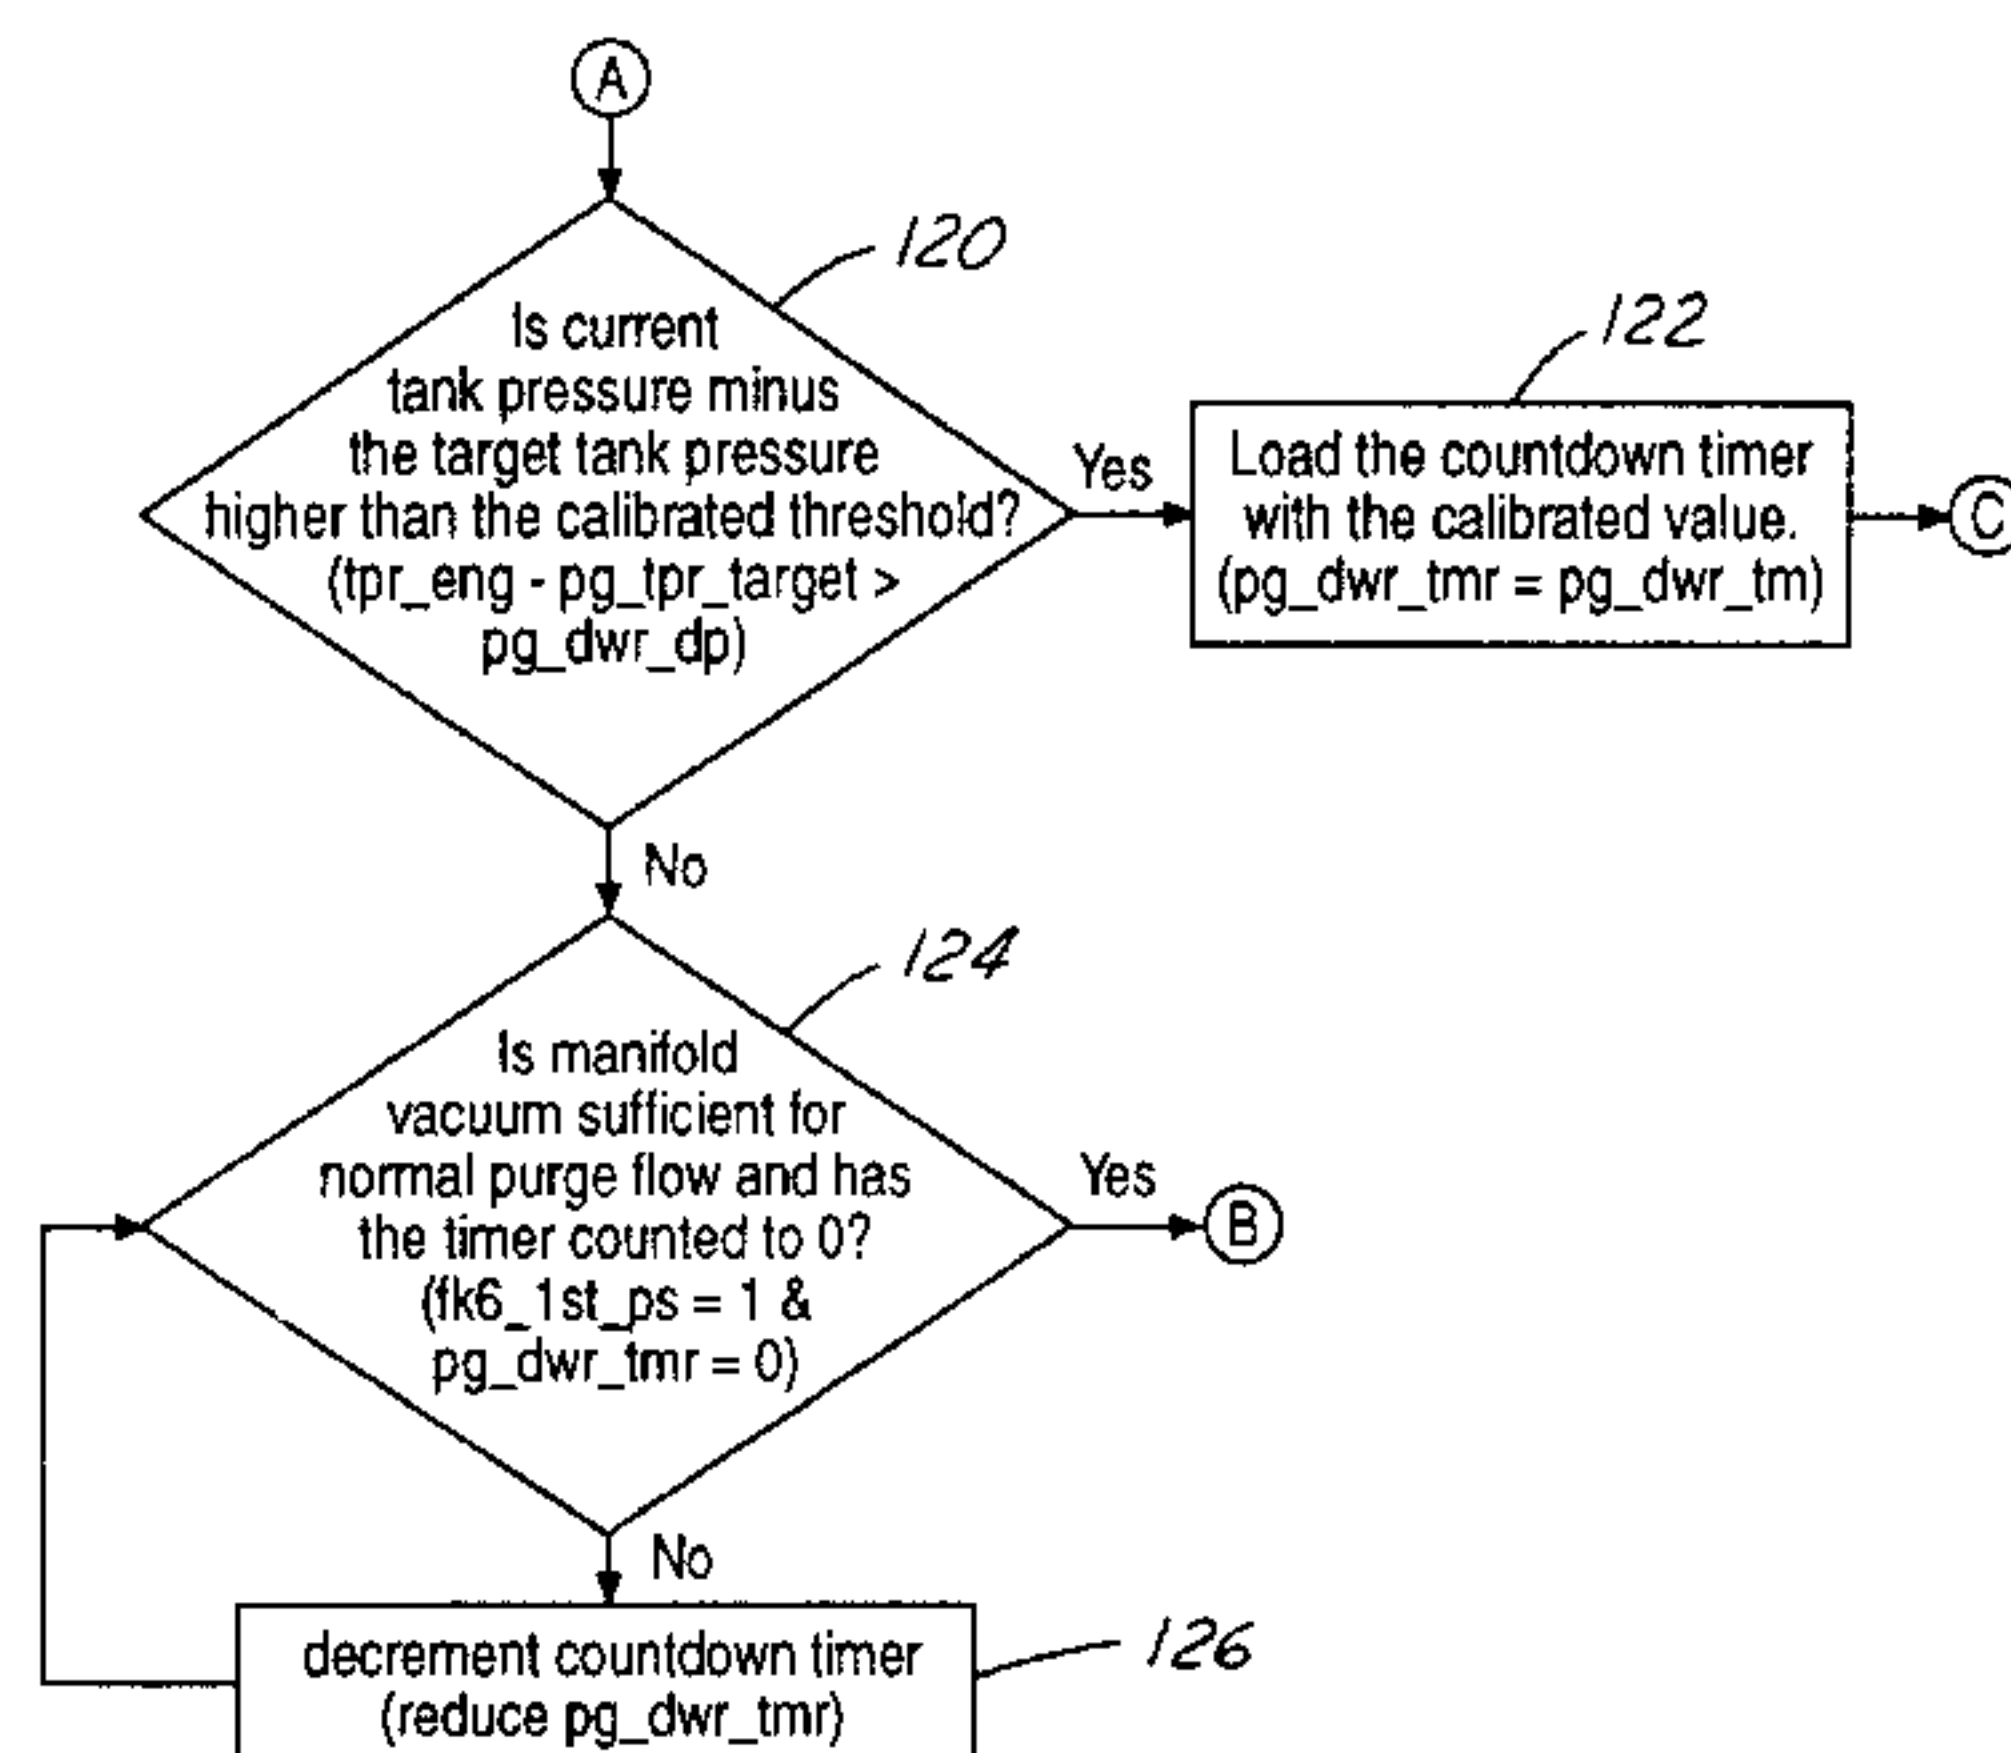 A
120
Is current
tank pressure minus
the target tank pressure
higher than the calibrated threshold?
(tpr_eng - pg_tpr_target >
pg_dwr_dp)
Yes
122
Load the countdown timer
with the calibrated value.
(pg_dwr_tmr = pg_dwr_tm)
C
No
124
Is manifold
vacuum sufficient for
normal purge flow and has
the timer counted to 0?
(fk6_1st_ps = 1 &
pg_dwr_tmr = 0)
Yes
B
No
126
decrement countdown timer
(reduce pg_dwr_tmr)